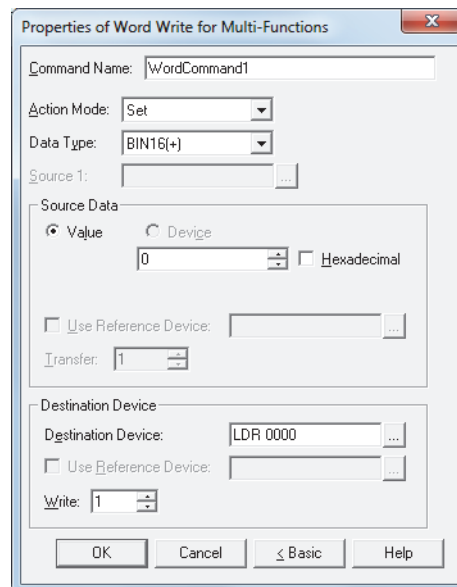 Properties of Word Write for Multi-Functions
Command Name: WordCommand1
Action Mode: Set
Data Type: BIN16(+)
Source 1: ...
Source Data
Value Device
0 Hexadecimal
Use Reference Device: ...
Transfer: 1
Destination Device
Destination Device: LDR 0000 ...
Use Reference Device: ...
Write: 1
OK Cancel < Basic Help